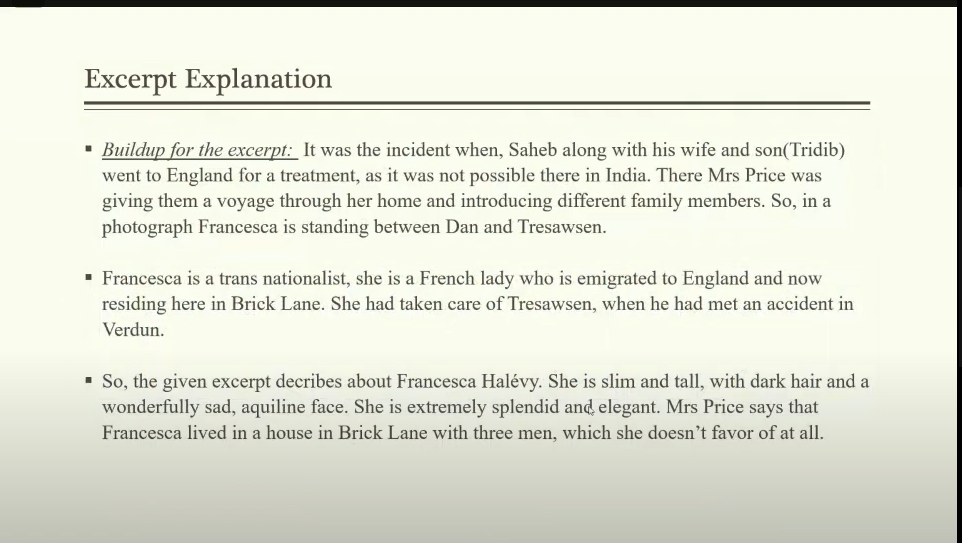 Excerpt Explanation
▪ Buildup for the excerpt: It was the incident when, Saheb along with his wife and son(Tridib)
went to England for a treatment, as it was not possible there in India. There Mrs Price was
giving them a voyage through her home and introducing different family members. So, in a
photograph Francesca is standing between Dan and Tresawsen.
▪ Francesca is a trans nationalist, she is a French lady who is emigrated to England and now
residing here in Brick Lane. She had taken care of Tresawsen, when he had met an accident in
Verdun.
▪ So, the given excerpt decribes about Francesca Halévy. She is slim and tall, with dark hair and a
wonderfully sad, aquiline face. She is extremely splendid and elegant. Mrs Price says that
Francesca lived in a house in Brick Lane with three men, which she doesn’t favor of at all.